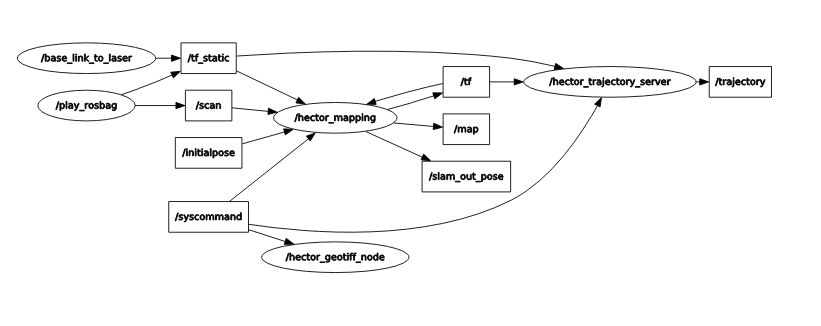 /base_link_to_laser
/tf_static
/tf
/hector_trajectory_server
/trajectory
/play_rosbag
/scan
/hector_mapping
/map
/initialpose
/slam_out_pose
/syscommand
/hector_geotiff_node